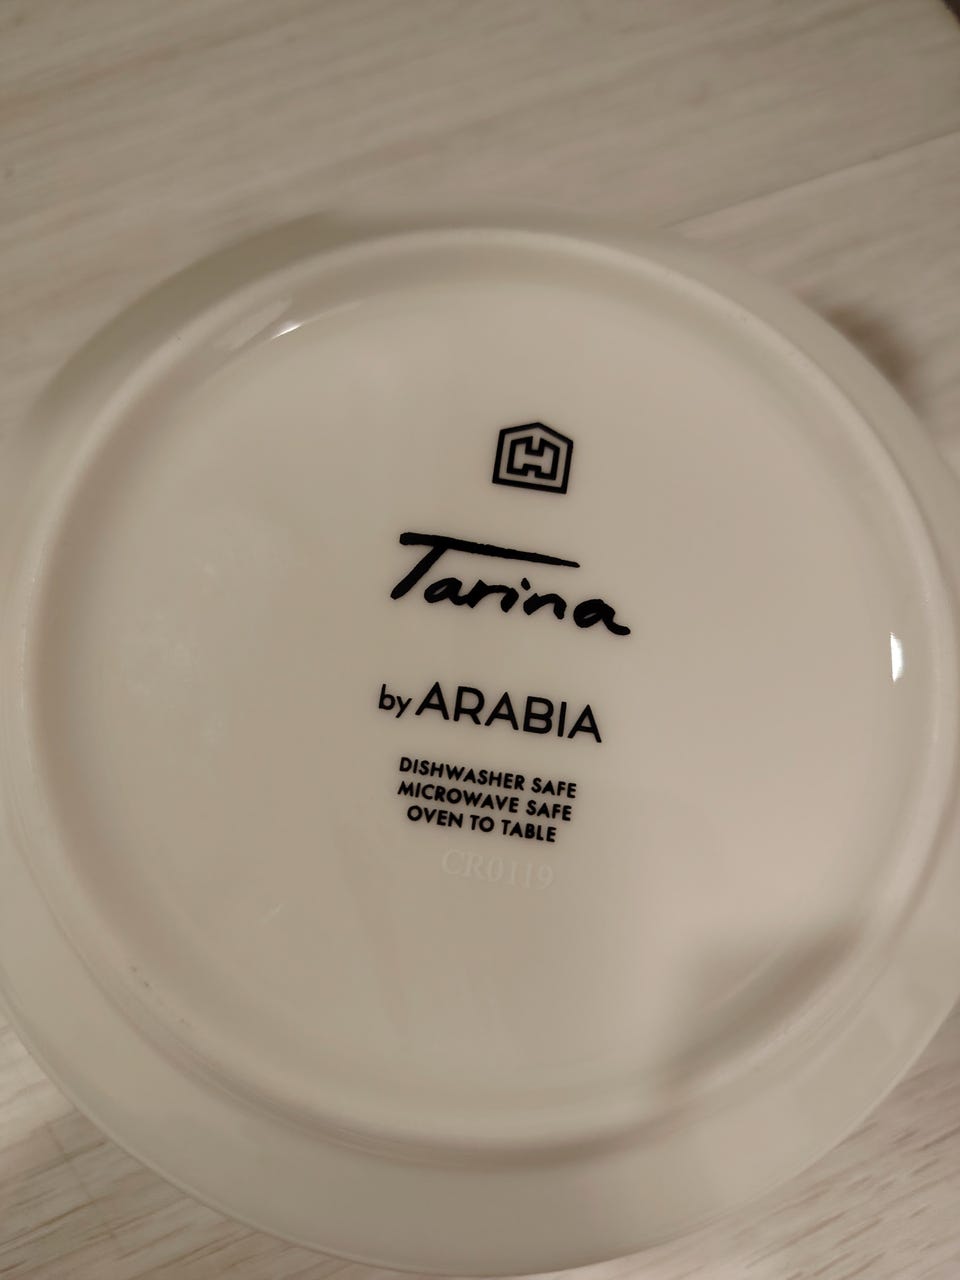 H
Tarina
by ARABIA
DISHWASHER SAFE
MICROWAVE SAFE
OVEN TO TABLE
CR0119